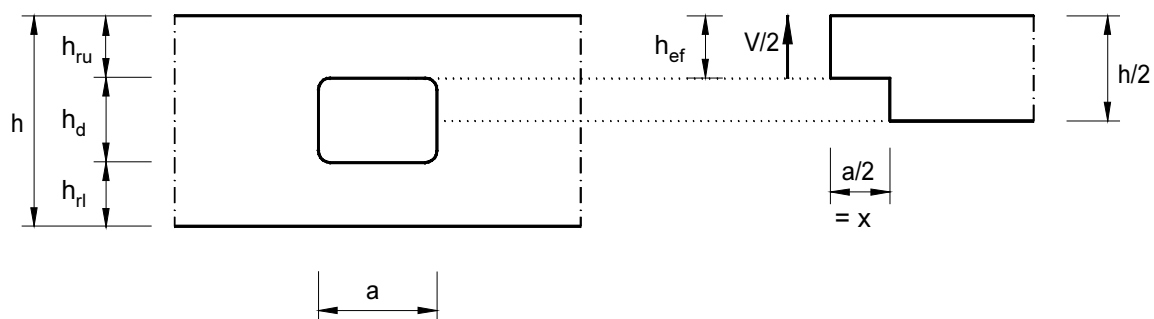 h
h_ru
h_d
h_rl
a
h_ef
V/2
h/2
a/2
= x